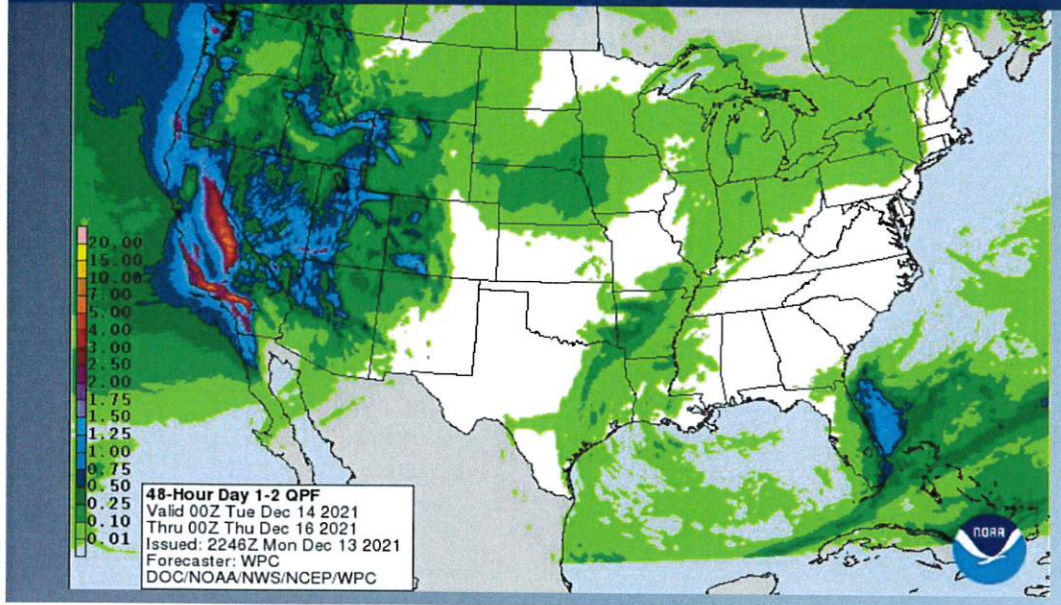 20.00
15.00
10.00
7.00
5.00
4.00
3.00
2.50
2.00
1.75
1.50
1.25
1.00
0.75
0.50
0.25
0.10
0.01
48-Hour Day 1-2 QPF
Valid 00Z Tue Dec 14 2021
Thru 00Z Thu Dec 16 2021
Issued: 2246Z Mon Dec 13 2021
Forecaster: WPC
DOC/NOAA/NWS/NCEP/WPC
NOAA